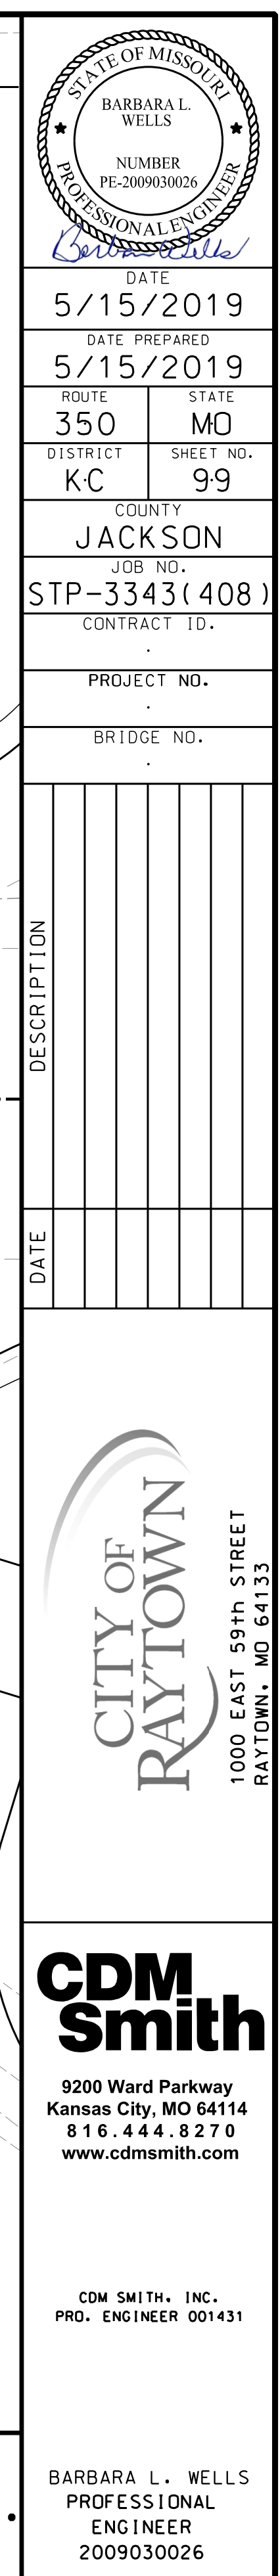 STATE OF MISSOURI
BARBARA L.
WELLS
NUMBER
PE-2009030026
PROFESSIONAL ENGINEER
Barbara Wells
DATE
5/15/2019
DATE PREPARED
5/15/2019
ROUTE STATE
350 MO
DISTRICT SHEET NO.
K·C 9·9
COUNTY
JACKSON
JOB NO.
STP-3343(408)
CONTRACT ID.
.
PROJECT NO.
.
BRIDGE NO.
.
DESCRIPTION
DATE
CITY OF
RAYTOWN
1000 EAST 59th STREET
RAYTOWN, MO 64133
CDM
Smith
9200 Ward Parkway
Kansas City, MO 64114
816.444.8270
www.cdmsmith.com
CDM SMITH, INC.
PRO. ENGINEER 001431
BARBARA L. WELLS
PROFESSIONAL
ENGINEER
2009030026